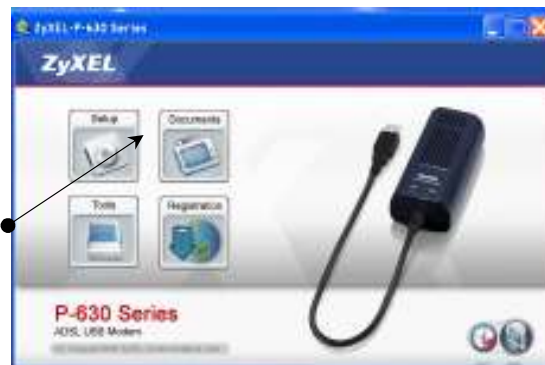 ZyXEL-P-630 Series
ZyXEL
Setup
Documents
Tools
Registration
P-630 Series
ADSL USB Modem